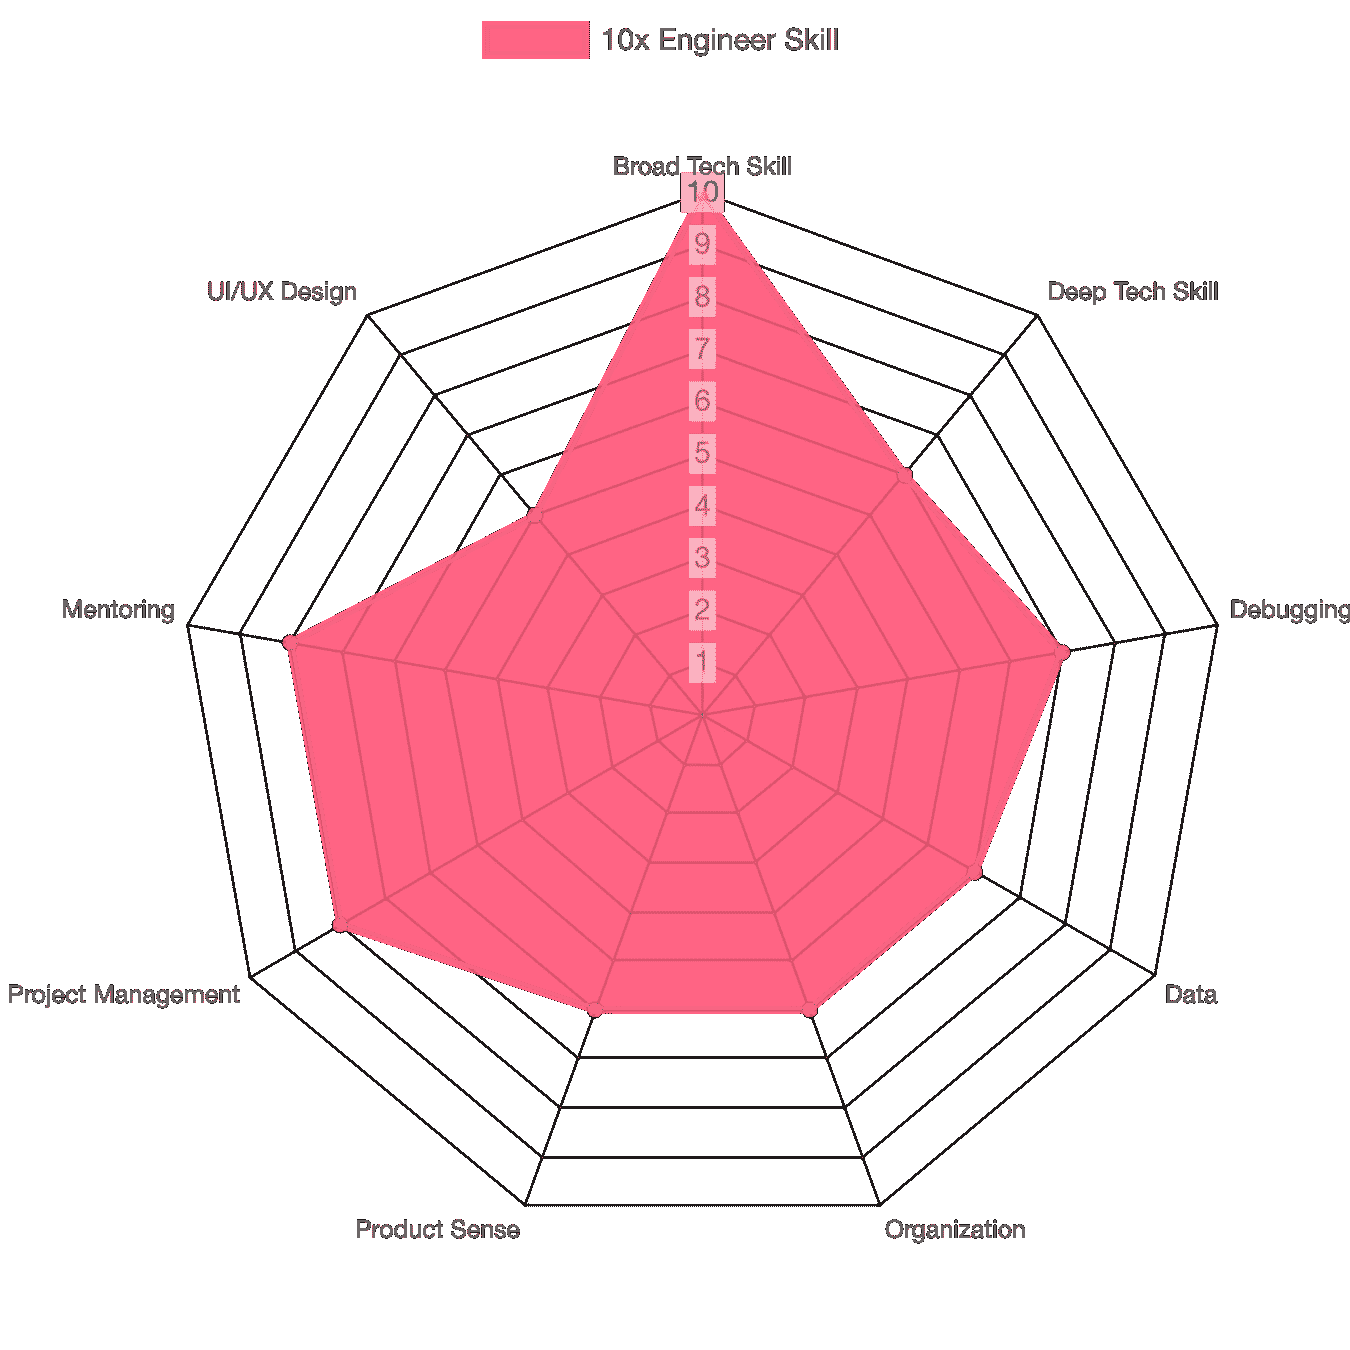 10x Engineer Skill
Broad Tech Skill
10
9
8
7
6
5
4
3
2
1
Deep Tech Skill
Debugging
Data
Organization
Product Sense
Project Management
Mentoring
UI/UX Design